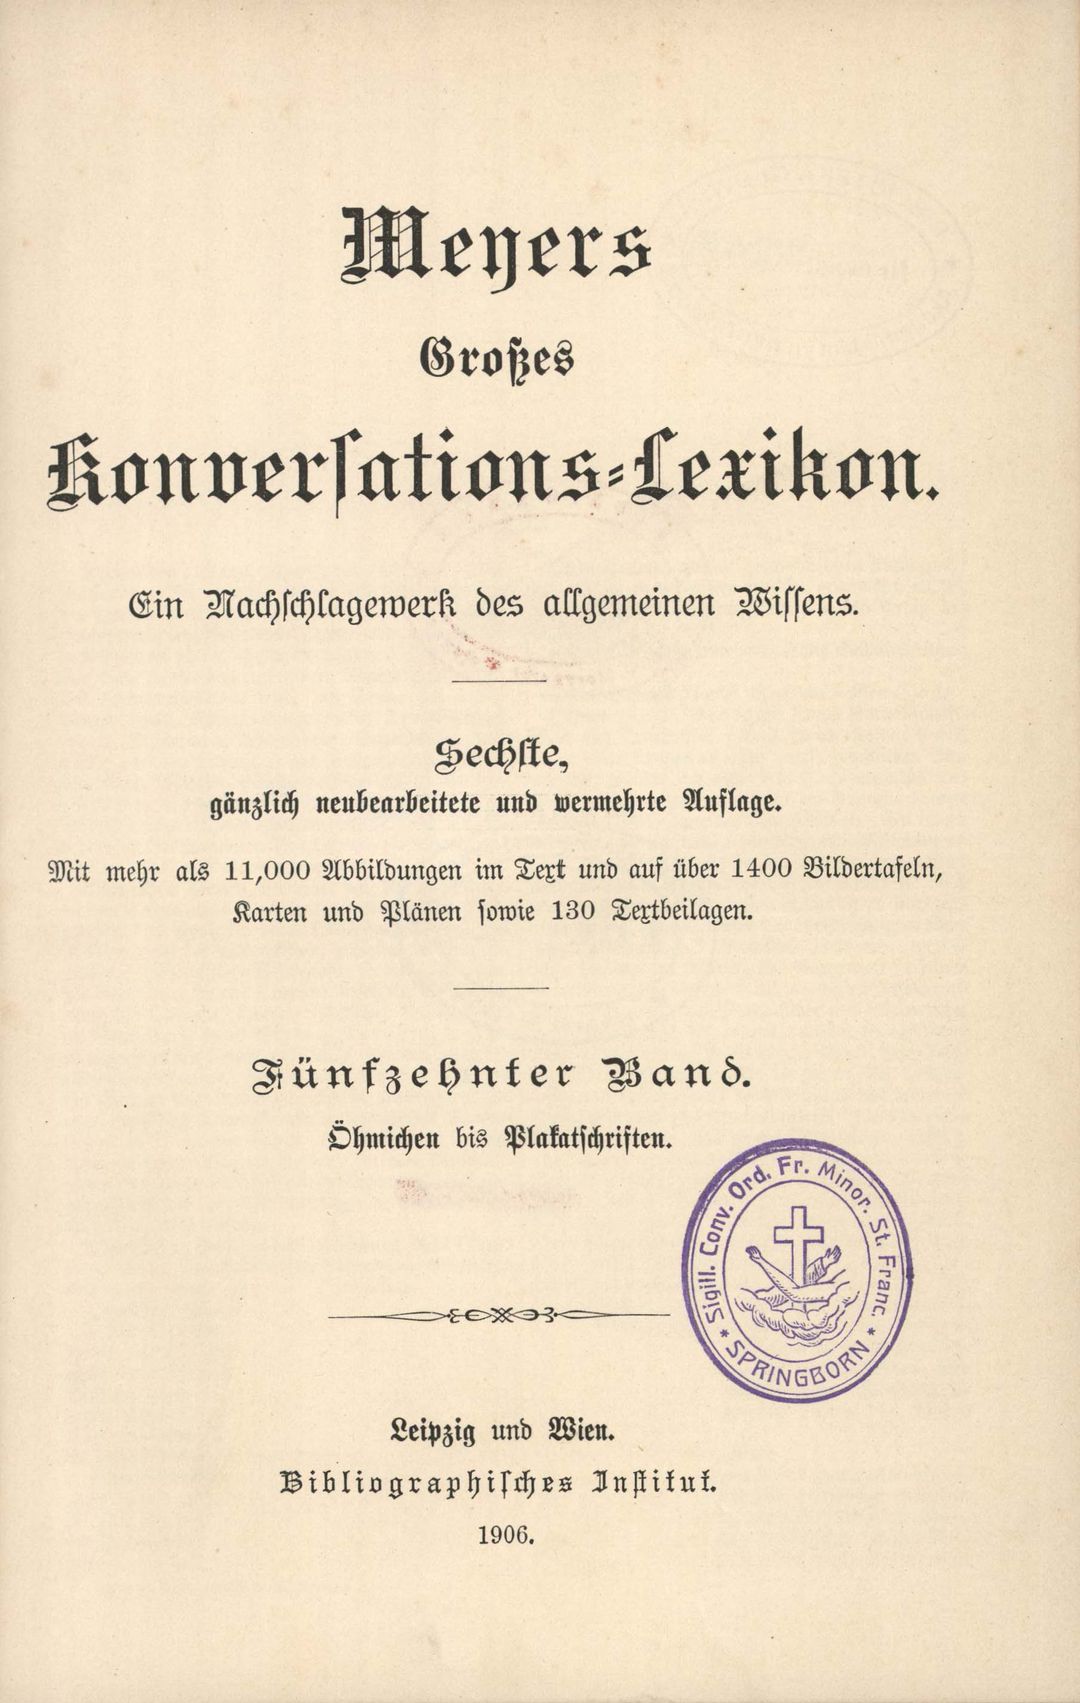 Meyers
Großes
Konversations-Lexikon.
Ein Nachschlagewerk des allgemeinen Wissens.
Sechste,
gänzlich neubearbeitete und vermehrte Auflage.
Mit mehr als 11,000 Abbildungen im Text und auf über 1400 Bildertafeln,
Karten und Plänen sowie 130 Textbeilagen.
Fünfzehnter Band.
Öhmichen bis Plakatschriften.
Sigill. Conv. Ord. Fr. Minor. St. Franc.
* SPRINGBORN *
Leipzig und Wien.
Bibliographisches Institut.
1906.